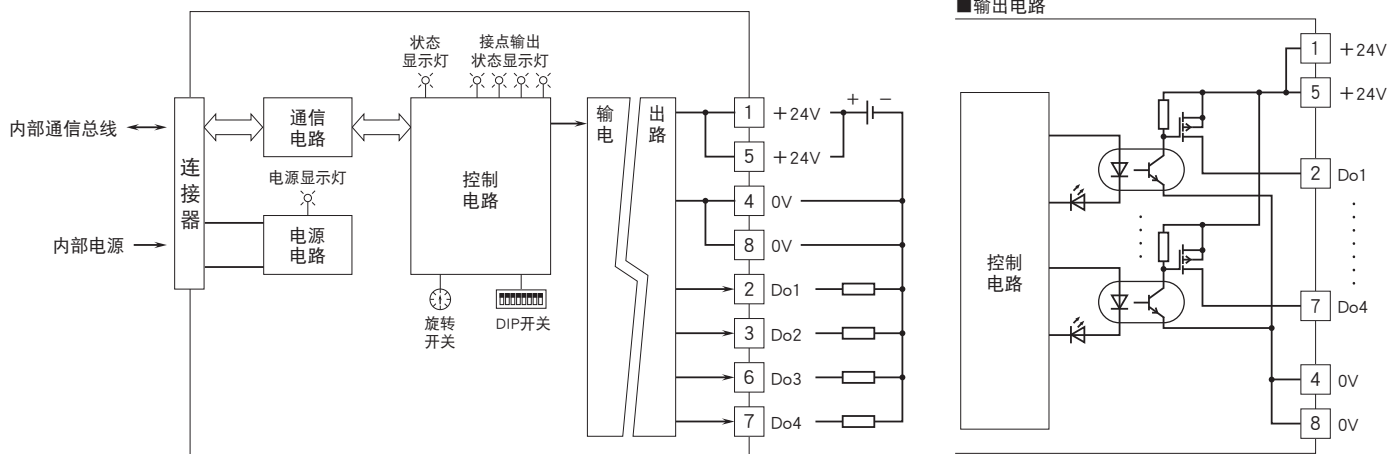 ■输出电路
状态
显示灯
接点输出
状态显示灯
内部通信总线
连接器
通信
电路
电源显示灯
内部电源
电源
电路
控制
电路
旋转
开关
DIP开关
输出
电路
1 +24V
+ −
5 +24V
4 0V
8 0V
2 Do1
3 Do2
6 Do3
7 Do4
控制
电路
1 +24V
5 +24V
2 Do1
7 Do4
4 0V
8 0V